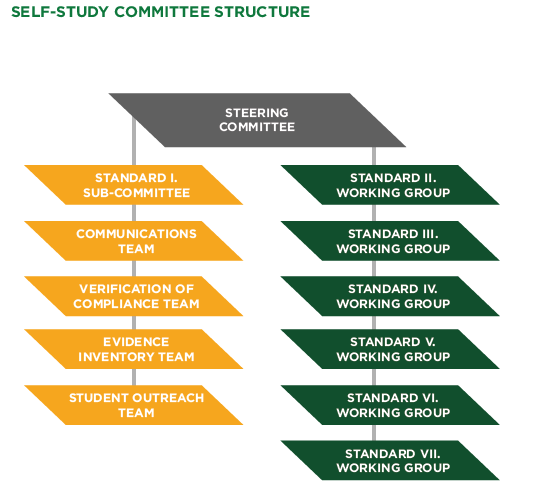 SELF-STUDY COMMITTEE STRUCTURE
STEERING
COMMITTEE
STANDARD I.
SUB-COMMITTEE
COMMUNICATIONS
TEAM
VERIFICATION OF
COMPLIANCE TEAM
EVIDENCE
INVENTORY TEAM
STUDENT OUTREACH
TEAM
STANDARD II.
WORKING GROUP
STANDARD III.
WORKING GROUP
STANDARD IV.
WORKING GROUP
STANDARD V.
WORKING GROUP
STANDARD VI.
WORKING GROUP
STANDARD VII.
WORKING GROUP